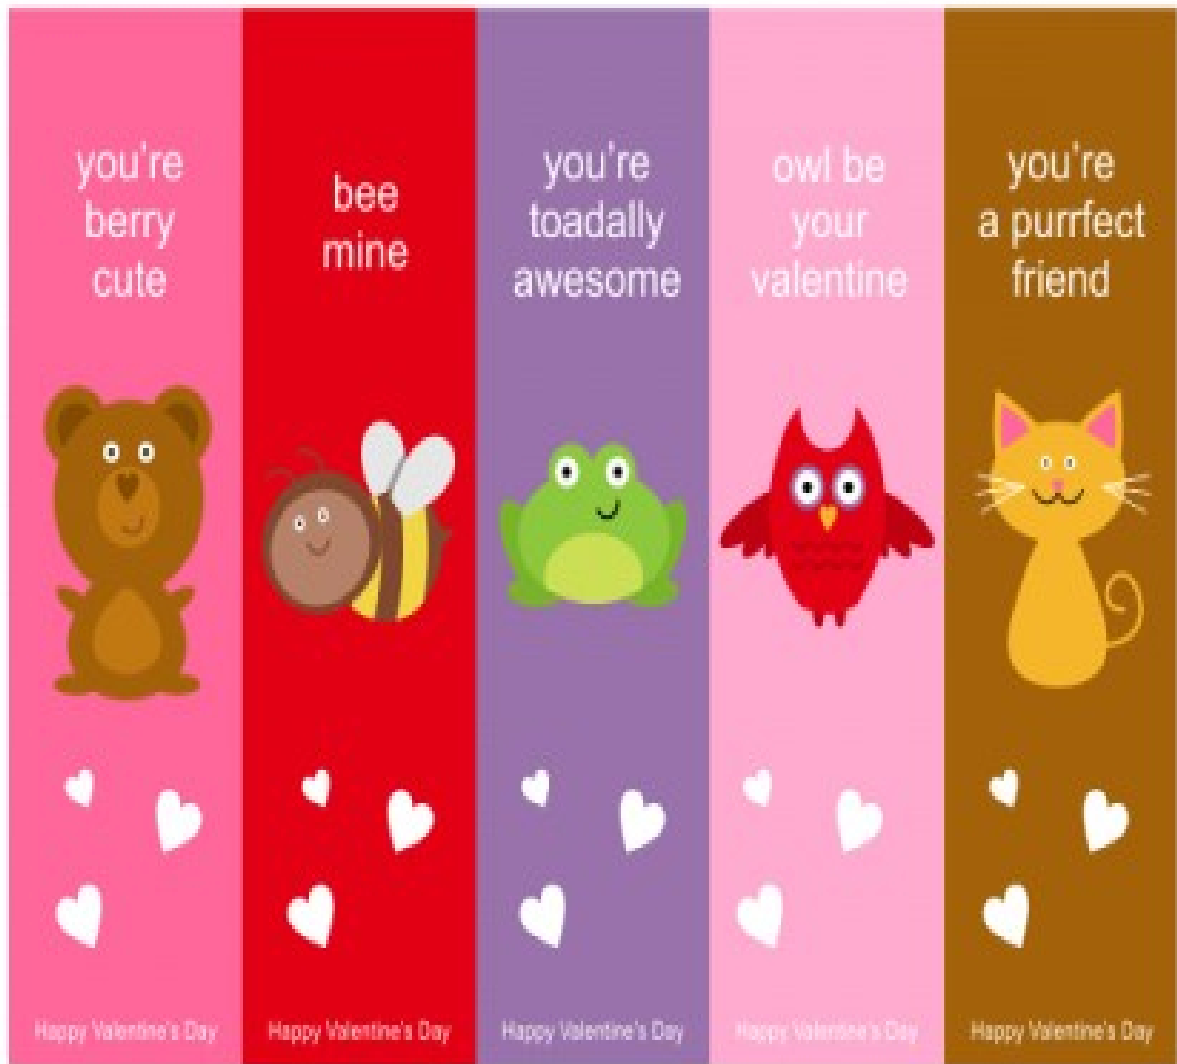 you're
berry
cute
Happy Valentine's Day
bee
mine
Happy Valentine's Day
you're
toadally
awesome
Happy Valentine's Day
owl be
your
valentine
Happy Valentine's Day
you're
a purrfect
friend
Happy Valentine's Day